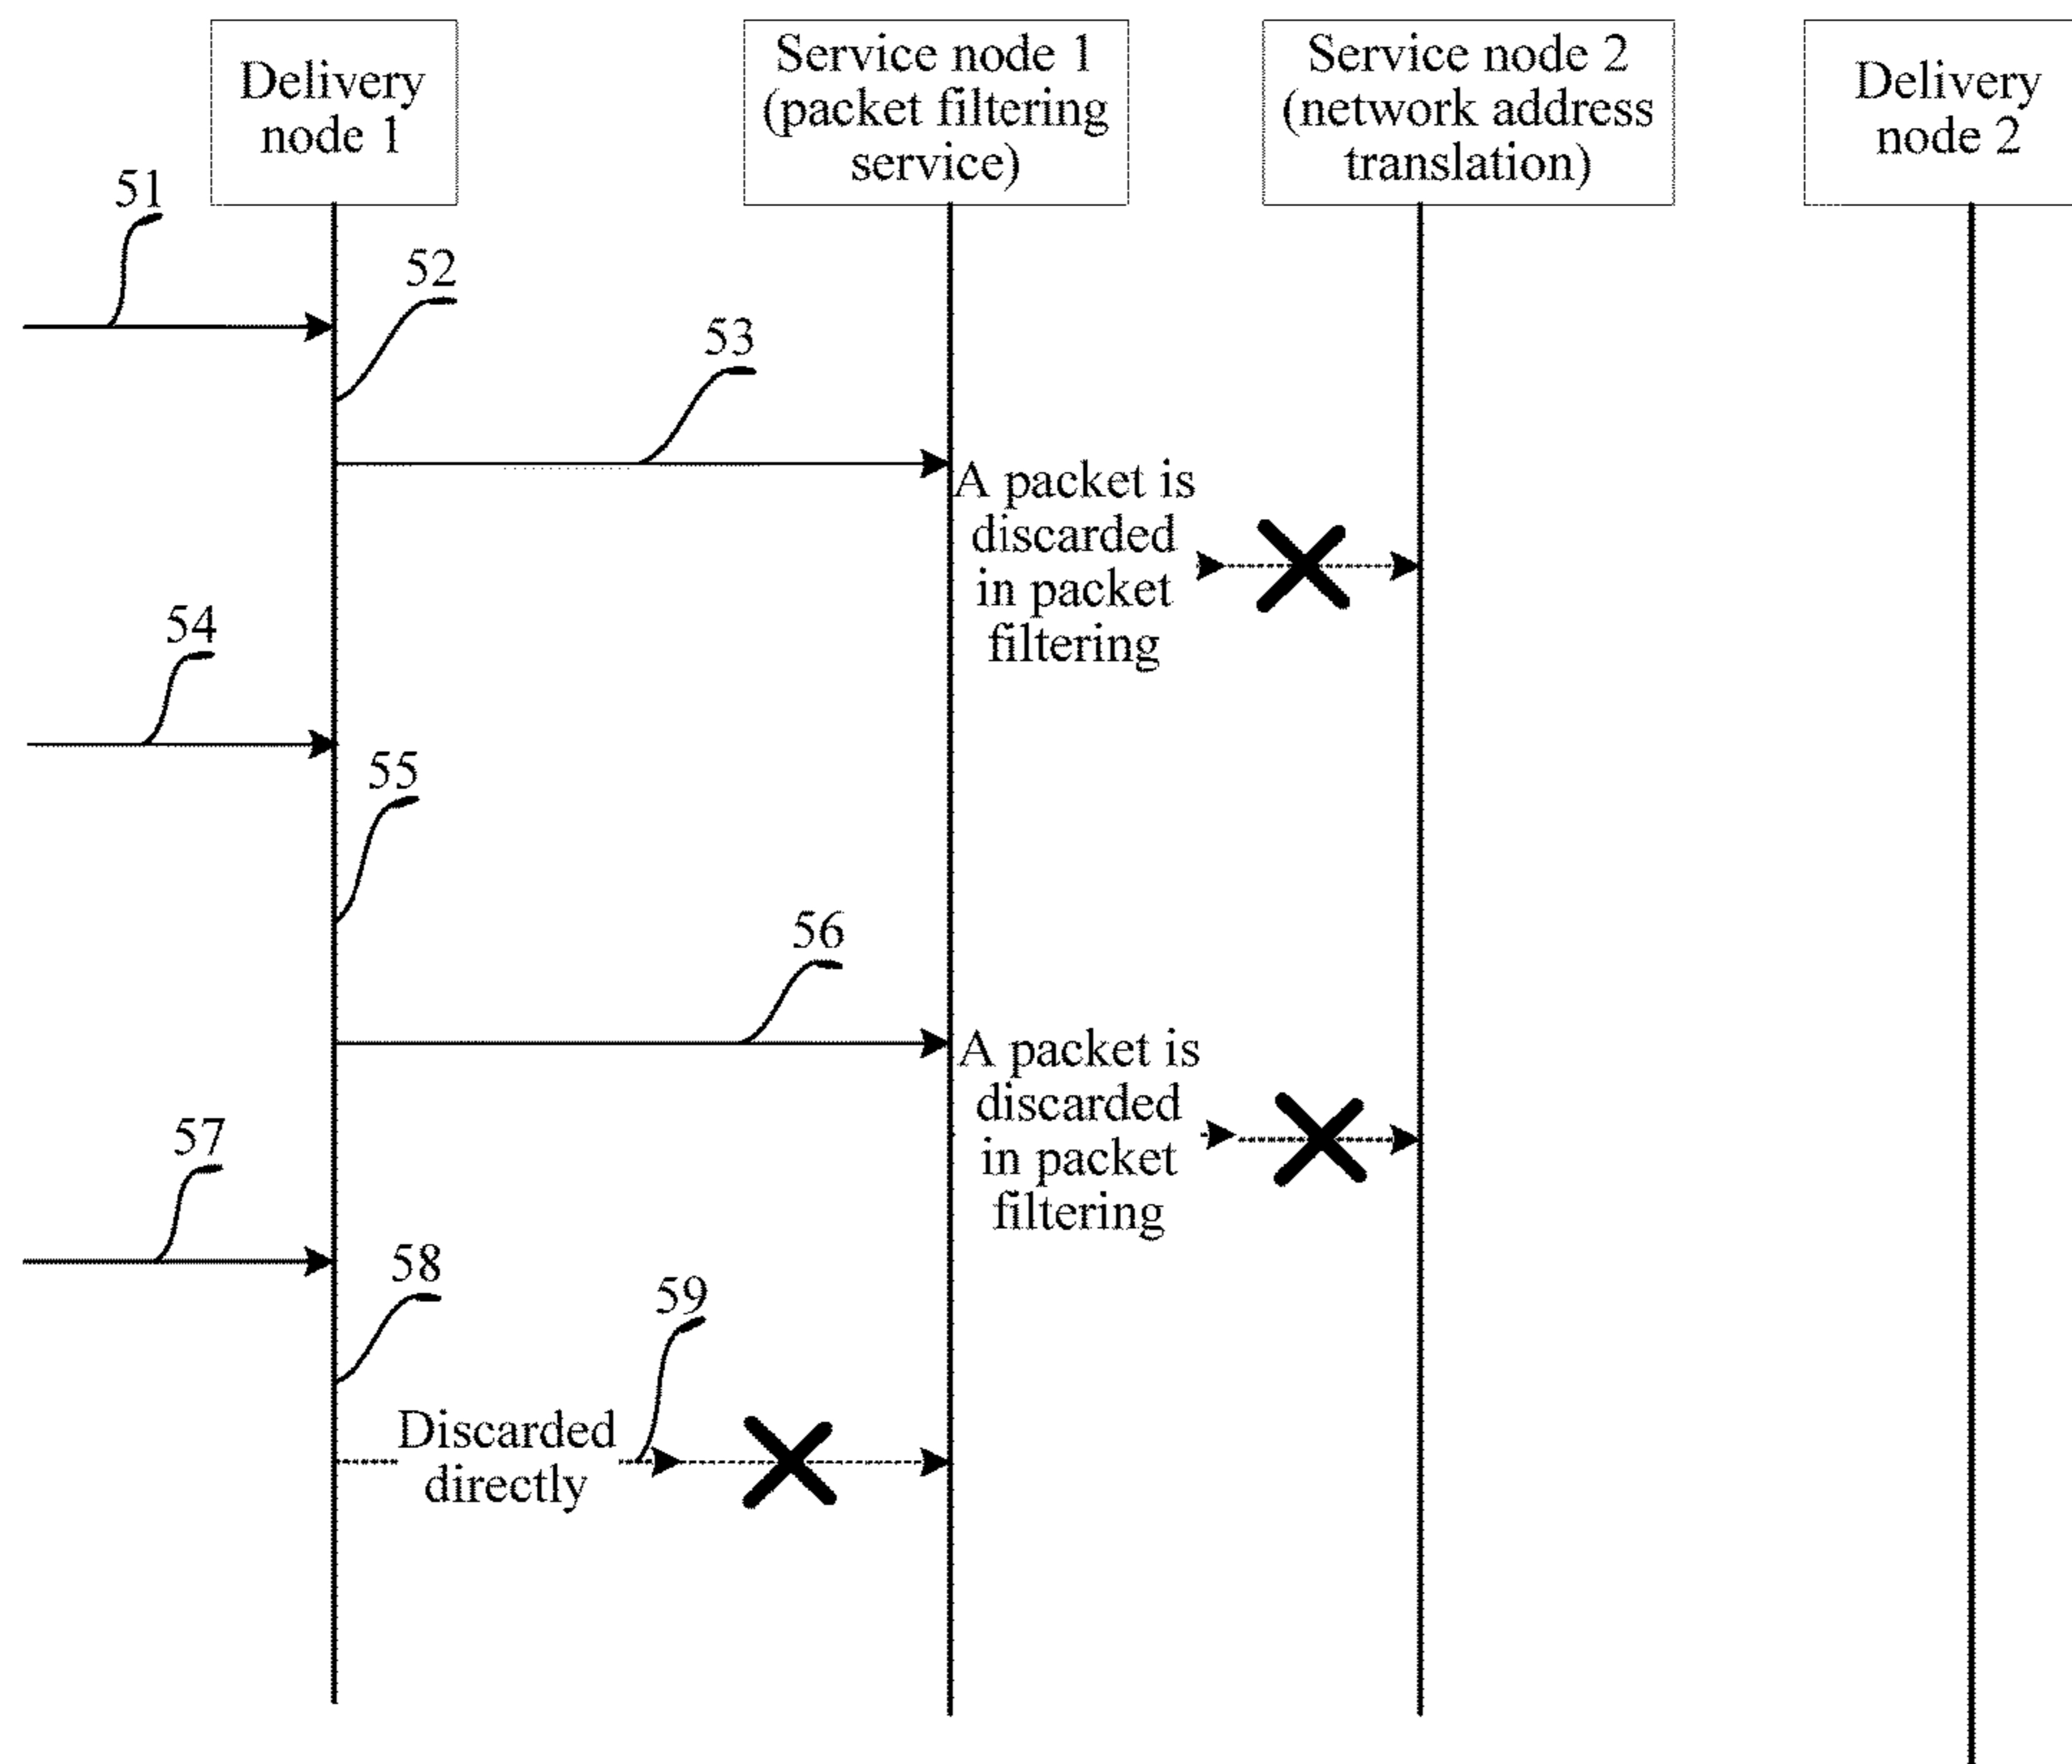 Delivery
node 1
Service node 1
(packet filtering
service)
Service node 2
(network address
translation)
Delivery
node 2
51
52
53
A packet is
discarded
in packet
filtering
54
55
56
A packet is
discarded
in packet
filtering
57
58
59
Discarded
directly